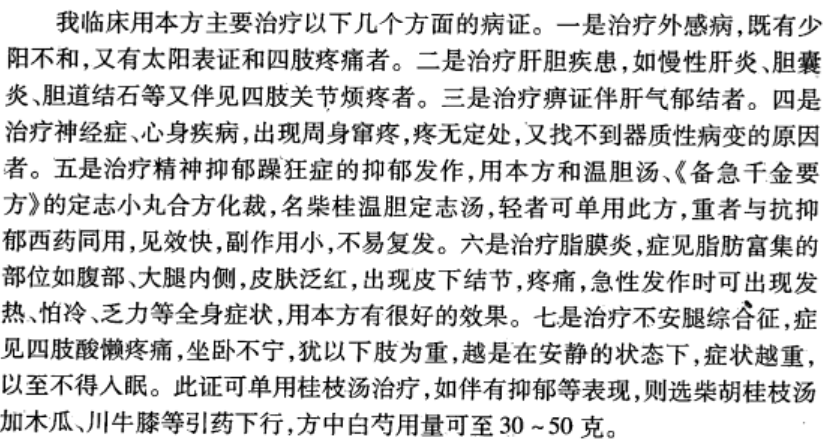 我临床用本方主要治疗以下几个方面的病证。一是治疗外感病,既有少
阳不和,又有太阳表证和四肢疼痛者。二是治疗肝胆疾患,如慢性肝炎、胆囊
炎、胆道结石等又伴见四肢关节烦疼者。三是治疗痹证伴肝气郁结者。四是
治疗神经症、心身疾病,出现周身窜疼,疼无定处,又找不到器质性病变的原因
者。五是治疗精神抑郁躁狂症的抑郁发作,用本方和温胆汤、《备急千金要
方》的定志小丸合方化裁,名柴桂温胆定志汤,轻者可单用此方,重者与抗抑
郁西药同用,见效快,副作用小,不易复发。六是治疗脂膜炎,症见脂肪富集的
部位如腹部、大腿内侧,皮肤泛红,出现皮下结节,疼痛,急性发作时可出现发
热、怕冷、乏力等全身症状,用本方有很好的效果。七是治疗不安腿综合征,症
见四肢酸懒疼痛,坐卧不宁,犹以下肢为重,越是在安静的状态下,症状越重,
以至不得入眠。此证可单用桂枝汤治疗,如伴有抑郁等表现,则选柴胡桂枝汤
加木瓜、川牛膝等引药下行,方中白芍用量可至 30 ~ 50 克。